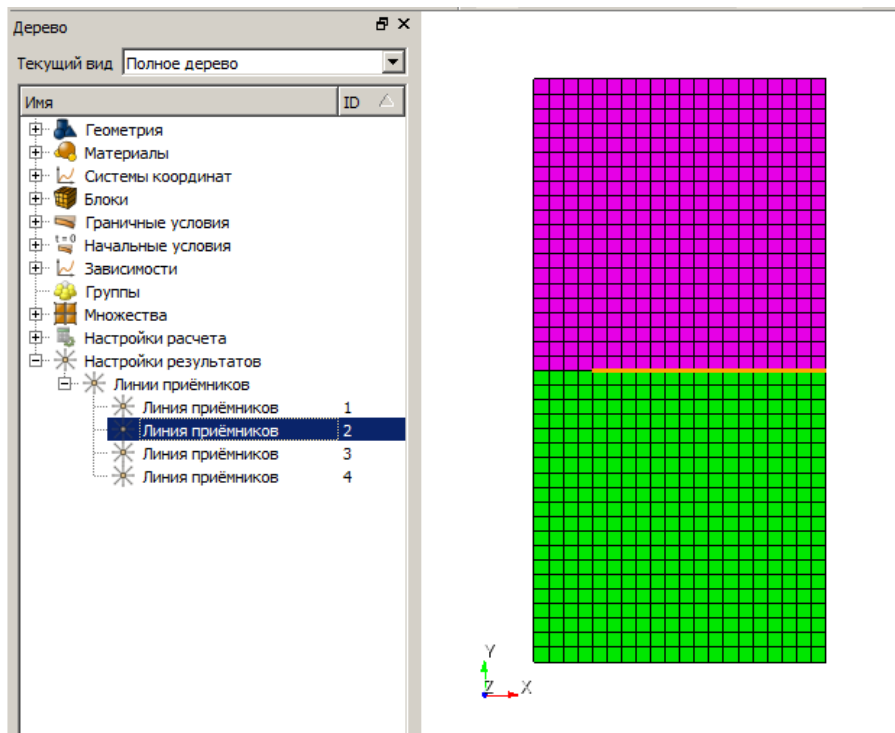 Дерево
Текущий вид Полное дерево
Имя ID
Геометрия
Материалы
Системы координат
Блоки
Граничные условия
t = 0
Начальные условия
Зависимости
Группы
Множества
Настройки расчета
Настройки результатов
Линии приёмников
Линия приёмников 1
Линия приёмников 2
Линия приёмников 3
Линия приёмников 4
Y
Z X